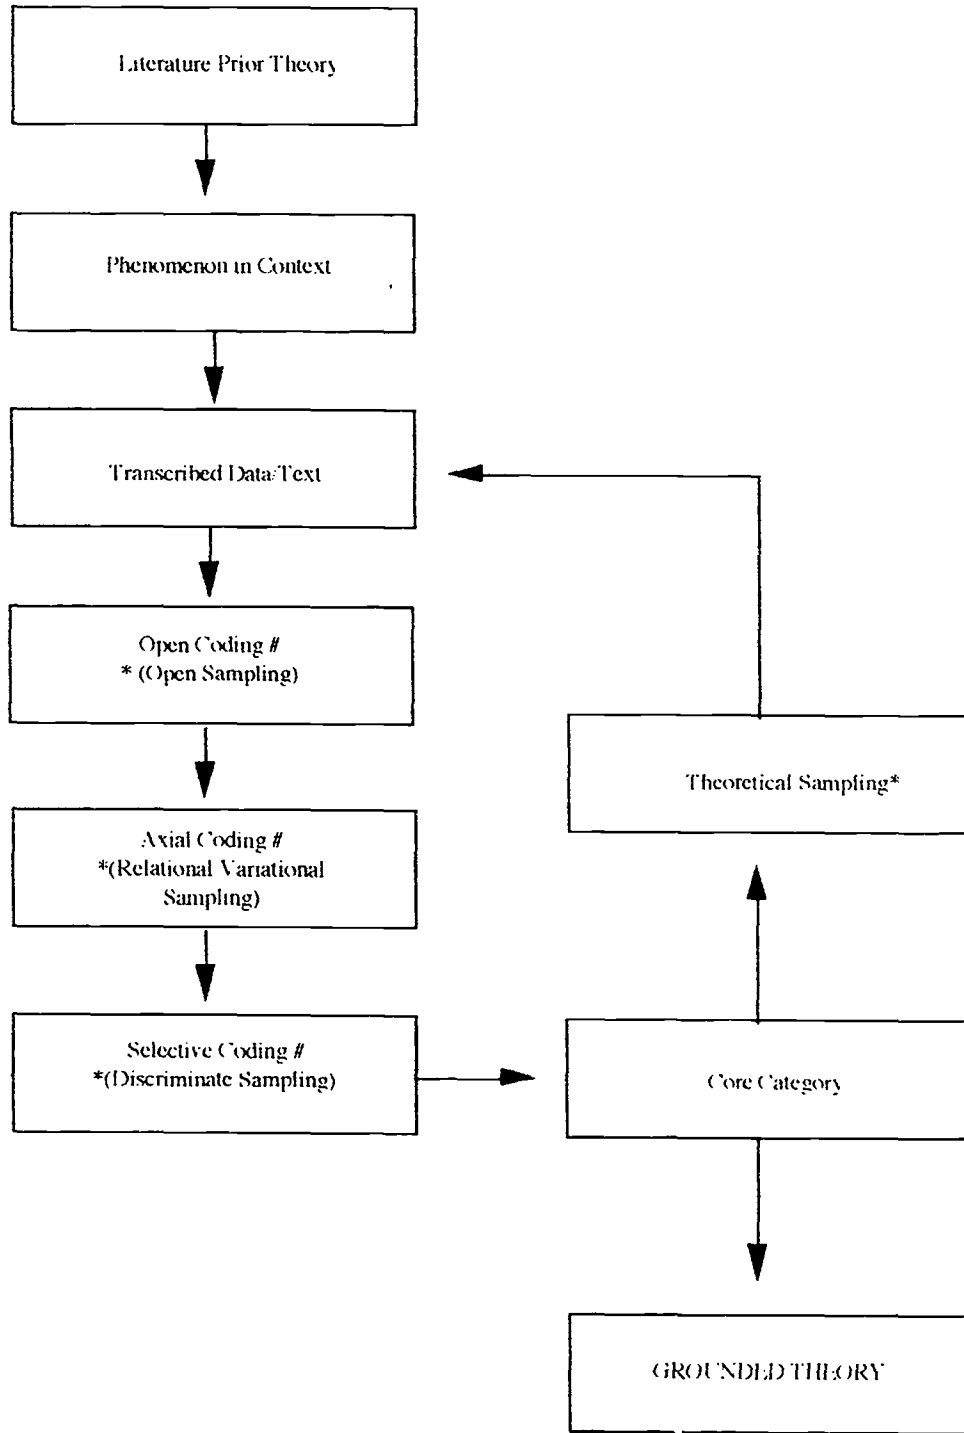 Literature Prior Theory
Phenomenon in Context
Transcribed Data/Text
Open Coding #
* (Open Sampling)
Axial Coding #
*(Relational Variational
Sampling)
Selective Coding #
*(Discriminate Sampling)
Theoretical Sampling*
Core Category
GROUNDED THEORY